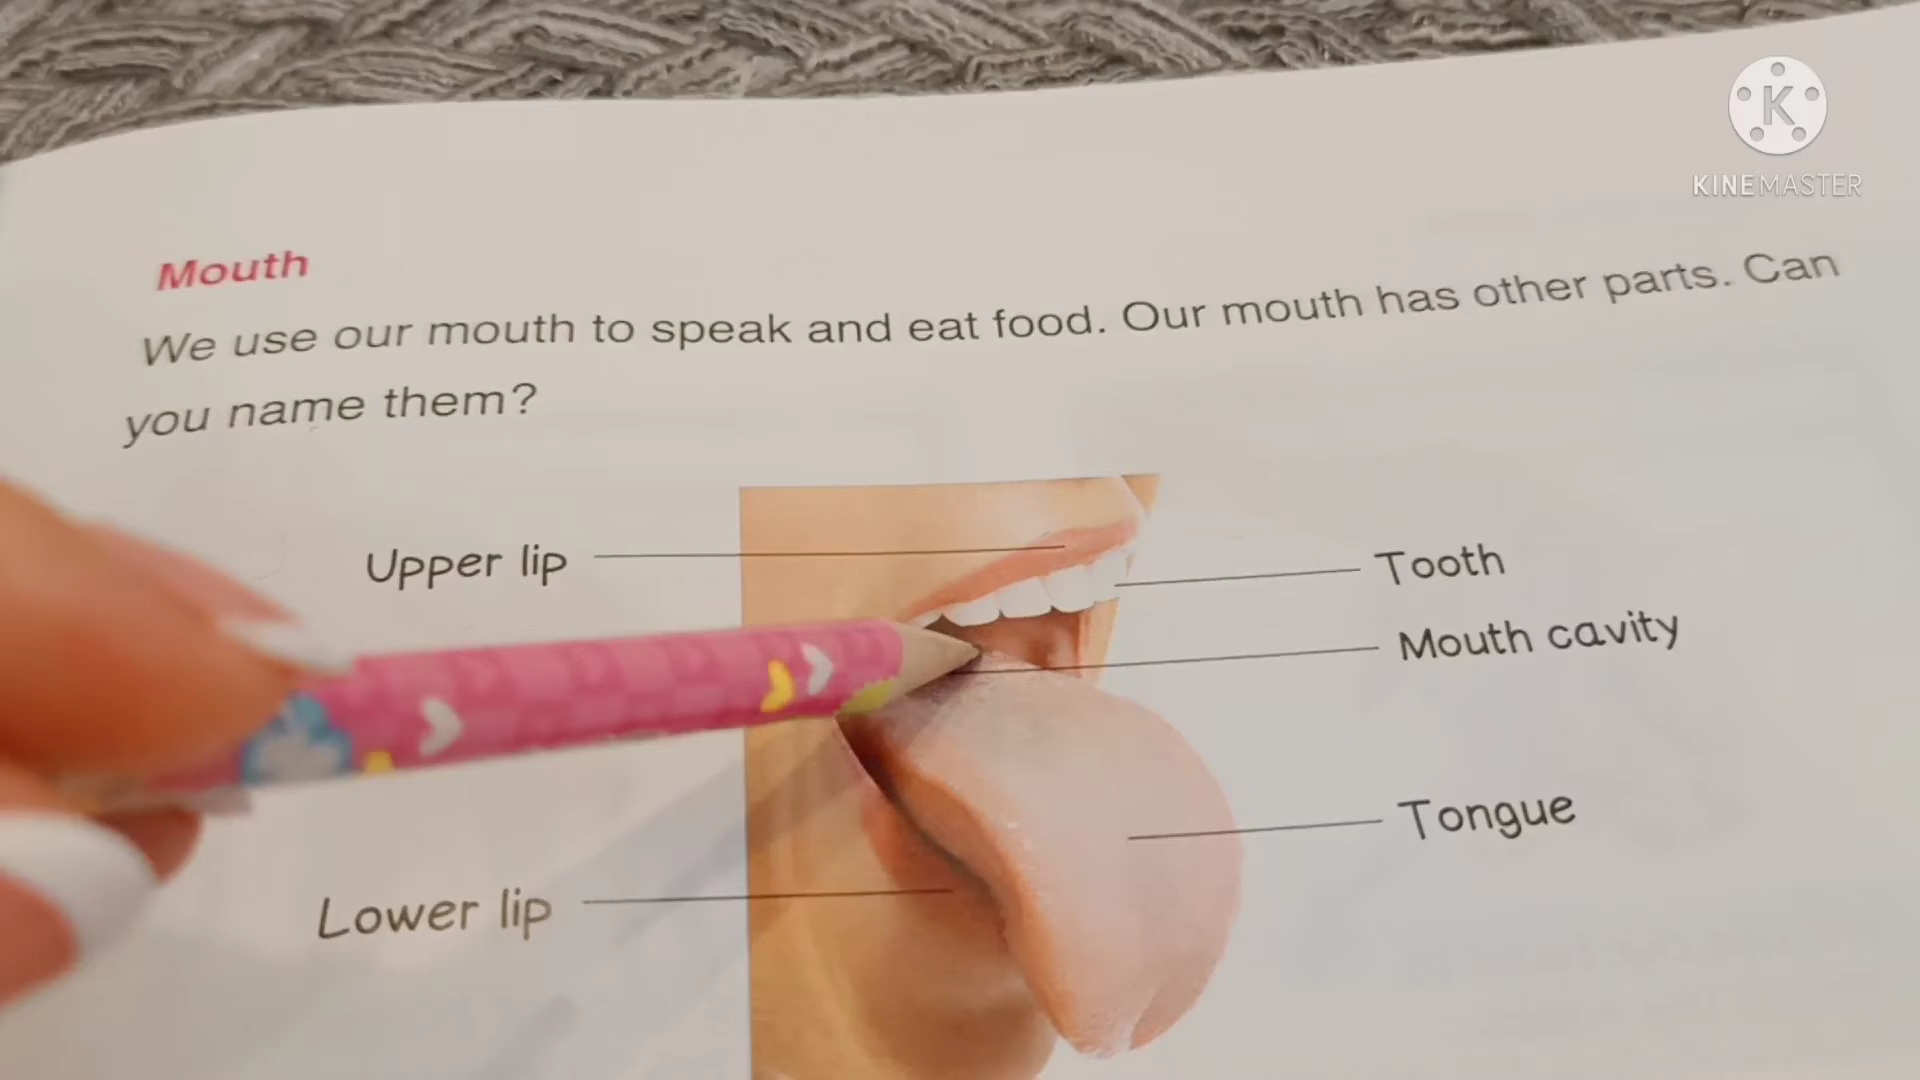 K
KINEMASTER
Mouth
We use our mouth to speak and eat food. Our mouth has other parts. Can
you name them?
Upper lip
Tooth
Mouth cavity
Tongue
Lower lip